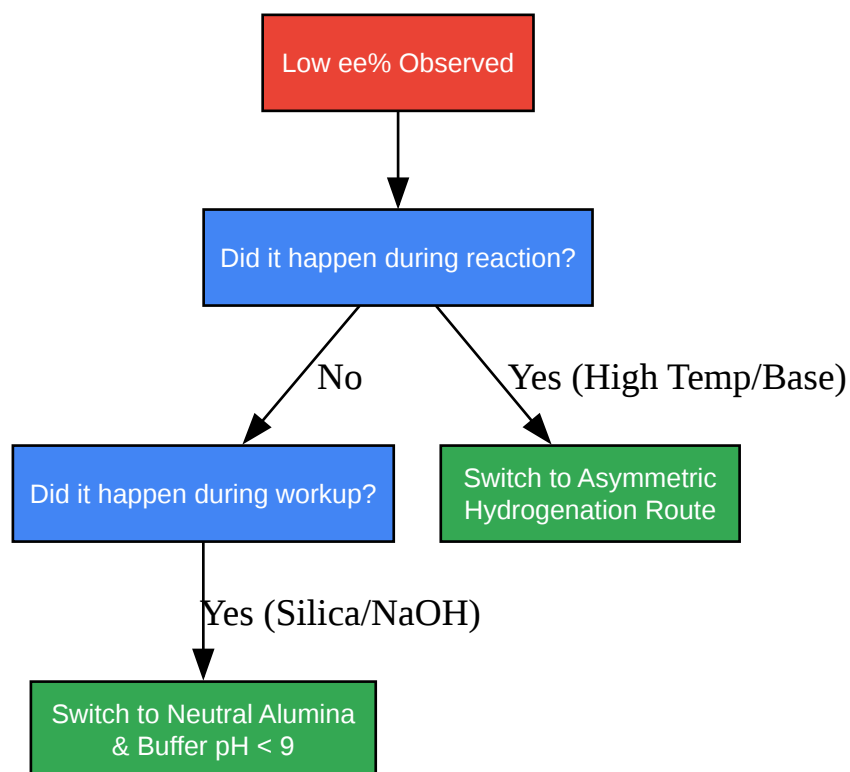 Low ee% Observed
Did it happen during reaction?
No
Yes (High Temp/Base)
Did it happen during workup?
Switch to Asymmetric
Hydrogenation Route
Yes (Silica/NaOH)
Switch to Neutral Alumina
& Buffer pH < 9